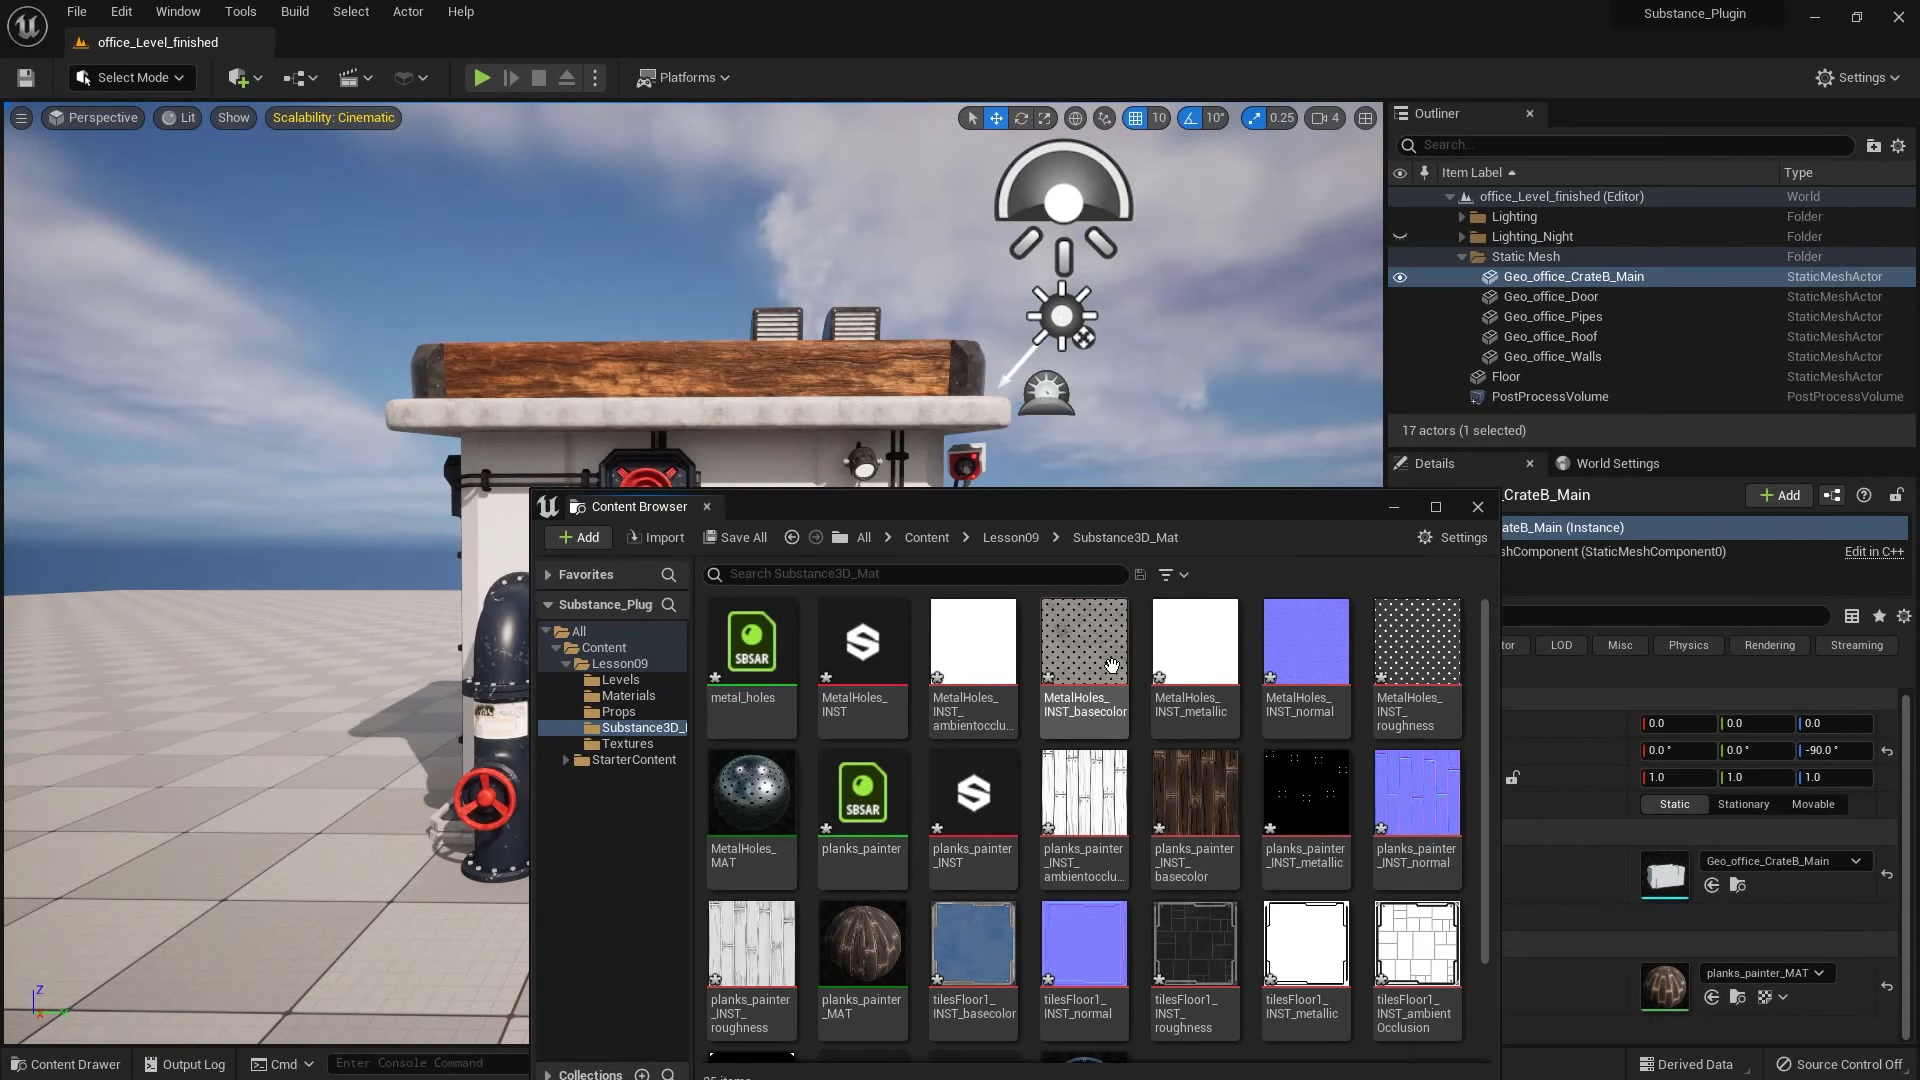 File Edit Window Tools Build Select Actor Help
Substance_Plugin
office_Level_finished
Select Mode
Platforms
Settings
Perspective
Lit
Show
Scalability: Cinematic
10
10°
0.25
4
Outliner
Search...
Item Label
Type
office_Level_finished (Editor) World
Lighting Folder
Lighting_Night Folder
Static Mesh Folder
Geo_office_CrateB_Main StaticMeshActor
Geo_office_Door StaticMeshActor
Geo_office_Pipes StaticMeshActor
Geo_office_Roof StaticMeshActor
Geo_office_Walls StaticMeshActor
Floor StaticMeshActor
PostProcessVolume PostProcessVolume
17 actors (1 selected)
Details
World Settings
_CrateB_Main
Add
ateB_Main (Instance)
shComponent (StaticMeshComponent0)
Edit in C++
tor
LOD
Misc
Physics
Rendering
Streaming
0.0 0.0 0.0
0.0 ° 0.0 ° -90.0 °
1.0 1.0 1.0
Static Stationary Movable
Geo_office_CrateB_Main
planks_painter_MAT
Content Browser
Add
Import
Save All
All
Content
Lesson09
Substance3D_Mat
Settings
Favorites
Substance_Plug
All
Content
Lesson09
Levels
Materials
Props
Substance3D_
Textures
StarterContent
Collections
Search Substance3D_Mat
SBSAR
metal_holes
MetalHoles_
INST
MetalHoles_
INST_
ambientocclu...
MetalHoles_
INST_basecolor
MetalHoles_
INST_metallic
MetalHoles_
INST_normal
MetalHoles_
INST_
roughness
MetalHoles_
MAT
SBSAR
planks_painter
planks_painter
_INST
planks_painter
_INST_
ambientocclu...
planks_painter
_INST_
basecolor
planks_painter
_INST_metallic
planks_painter
_INST_normal
planks_painter
_INST_
roughness
planks_painter
_MAT
tilesFloor1_
INST_basecolor
tilesFloor1_
INST_normal
tilesFloor1_
INST_
roughness
tilesFloor1_
INST_metallic
tilesFloor1_
INST_ambient
Occlusion
Z
Content Drawer
Output Log
Cmd
Enter Console Command
Derived Data
Source Control Off